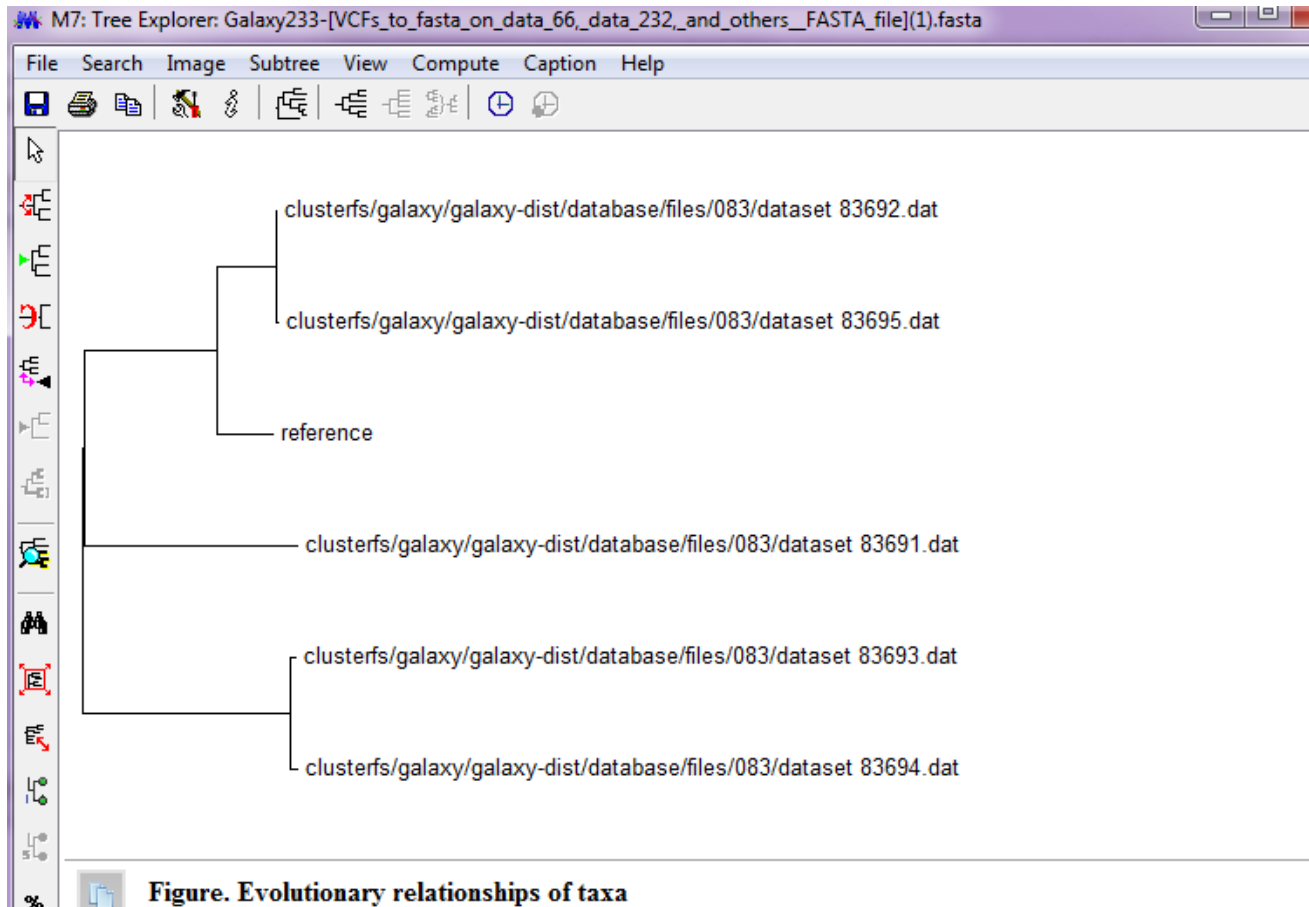 M7: Tree Explorer: Galaxy233-[VCFs_to_fasta_on_data_66,_data_232,_and_others__FASTA_file](1).fasta
File Search Image Subtree View Compute Caption Help
clusterfs/galaxy/galaxy-dist/database/files/083/dataset 83692.dat
clusterfs/galaxy/galaxy-dist/database/files/083/dataset 83695.dat
reference
clusterfs/galaxy/galaxy-dist/database/files/083/dataset 83691.dat
clusterfs/galaxy/galaxy-dist/database/files/083/dataset 83693.dat
clusterfs/galaxy/galaxy-dist/database/files/083/dataset 83694.dat
Figure. Evolutionary relationships of taxa
%